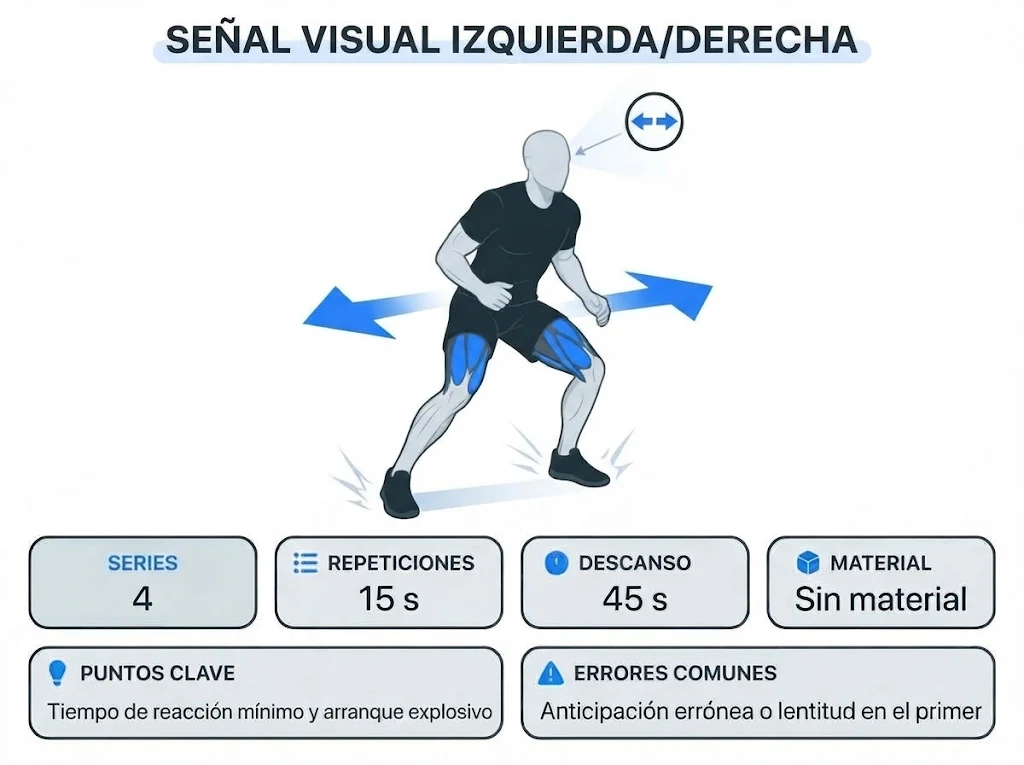 SEÑAL VISUAL IZQUIERDA/DERECHA
SERIES
4
REPETICIONES
15 s
DESCANSO
45 s
MATERIAL
Sin material
PUNTOS CLAVE
Tiempo de reacción mínimo y arranque explosivo
ERRORES COMUNES
Anticipación errónea o lentitud en el primer